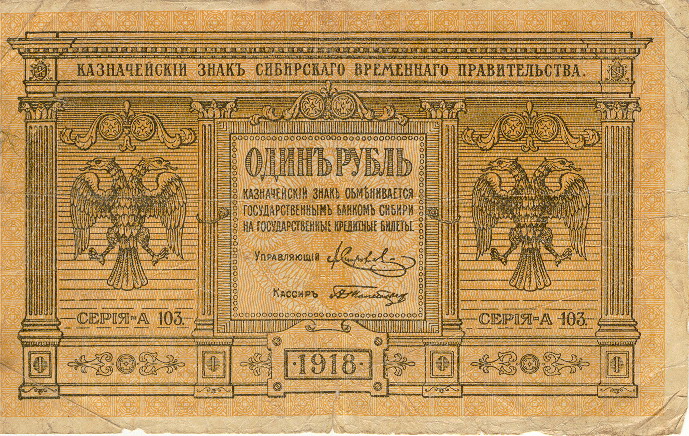 КАЗНАЧЕЙСКІЙ ЗНАКЪ СИБИРСКАГО ВРЕМЕННАГО ПРАВИТЕЛЬСТВА.
ОДИНЪ РУБЛЬ
КАЗНАЧЕЙСКІЙ ЗНАКЪ ОБМѢНИВАЕТСЯ
ГОСУДАРСТВЕННЫМЪ БАНКОМЪ СИБИРИ
НА ГОСУДАРСТВЕННЫЕ КРЕДИТНЫЕ БИЛЕТЫ.
УПРАВЛЯЮЩІЙ
КАССИРЪ
СЕРІЯ-А 103.
СЕРІЯ-А 103.
1918